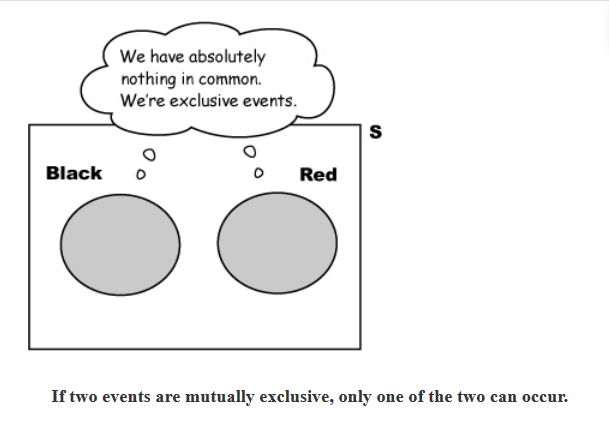 We have absolutely
nothing in common.
We're exclusive events.
S
Black
Red
If two events are mutually exclusive, only one of the two can occur.